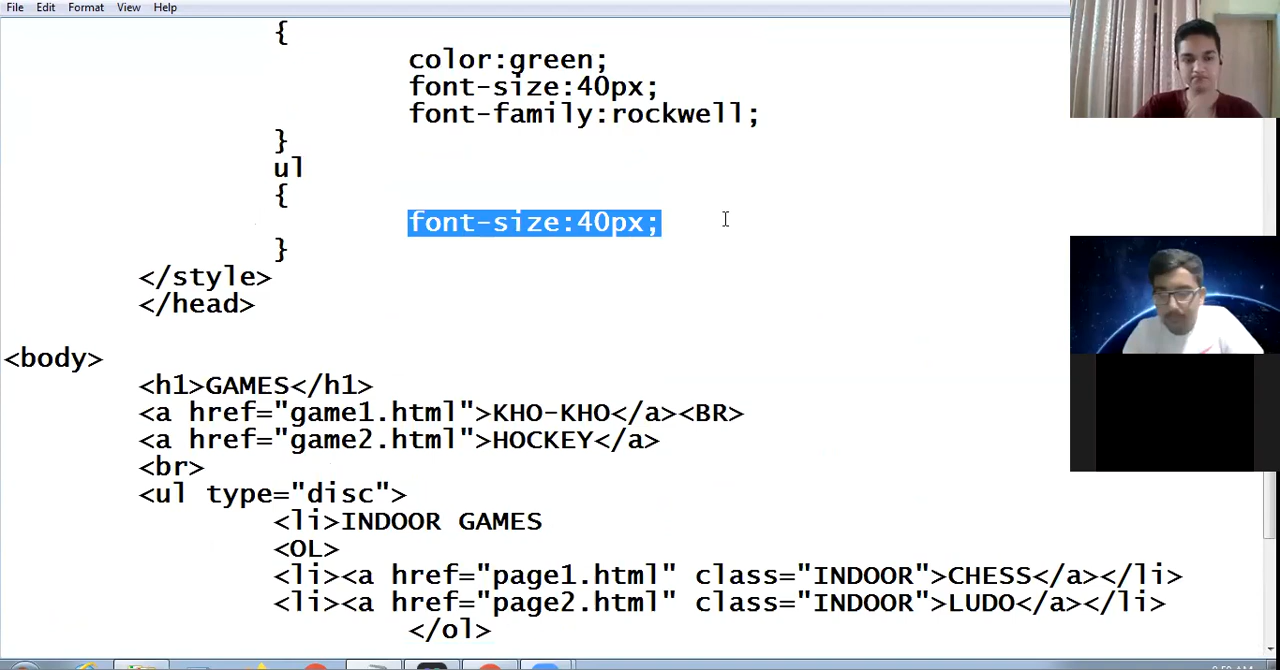 File Edit Format View Help
{
color:green;
font-size:40px;
font-family:rockwell;
}
ul
{
font-size:40px;
}
</style>
</head>
<body>
<h1>GAMES</h1>
<a href="game1.html">KHO-KHO</a><BR>
<a href="game2.html">HOCKEY</a>
<br>
<ul type="disc">
<li>INDOOR GAMES
<OL>
<li><a href="page1.html" class="INDOOR">CHESS</a></li>
<li><a href="page2.html" class="INDOOR">LUDO</a></li>
</ol>